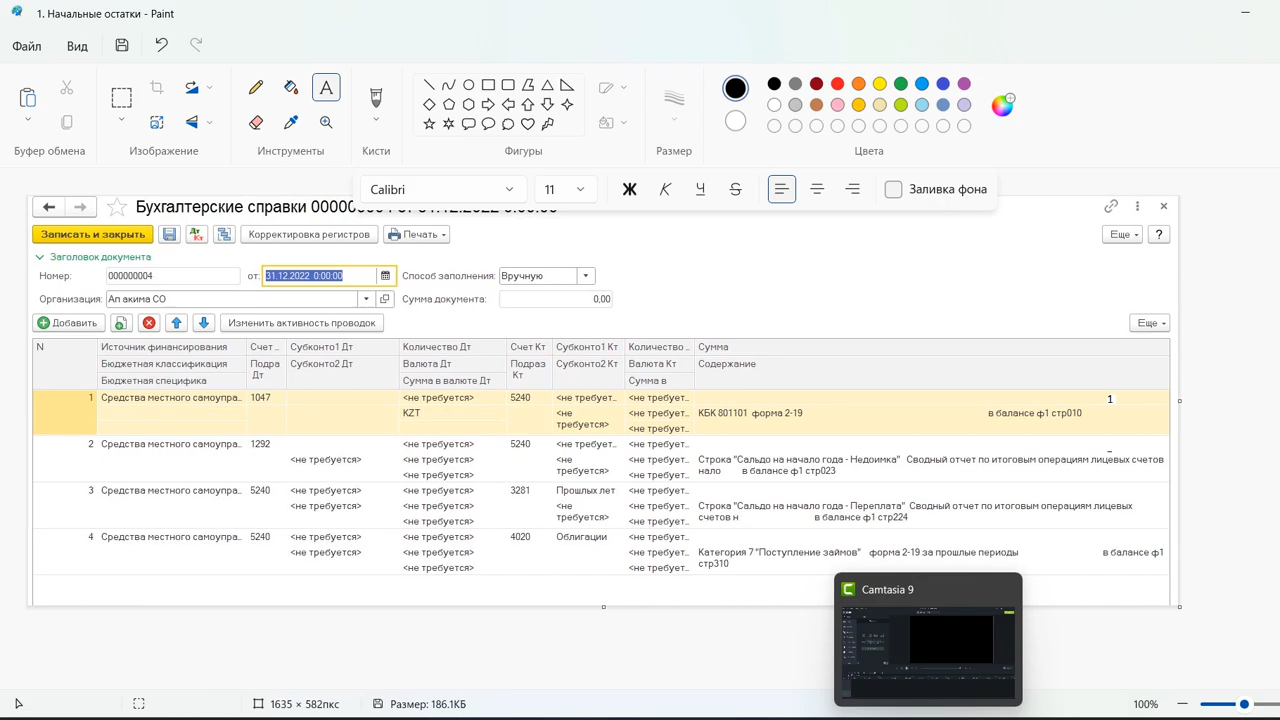 1. Начальные остатки - Paint
Файл Вид
Буфер обмена Изображение Инструменты Кисти Фигуры Размер Цвета
Calibri 11 Ж К Ч S Заливка фона
Бухгалтерские справки
Записать и закрыть Дт Кт Корректировка регистров Печать Еще ?
Заголовок документа
Номер: 000000004 от: 31.12.2022 0:00:00 Способ заполнения: Вручную
Организация: Ап акима СО Сумма документа: 0,00
Добавить Изменить активность проводок Еще
N Источник финансирования Счет .. Субконто1 Дт Количество Дт Счет Кт Субконто1 Кт Количество .. Сумма
Бюджетная классификация Подра Дт Субконто2 Дт Валюта Дт Подраз Кт Субконто2 Кт Валюта Кт Содержание
Бюджетная специфика Сумма в валюте Дт Сумма в
1 Средства местного самоупра... 1047 <не требуется> 5240 <не требует.. <не требует.. 1
KZT <не требуется> <не требует.. КБК 801101 форма 2-19 в балансе ф1 стр010
<не требует..
2 Средства местного самоупра... 1292 <не требуется> 5240 <не требует.. <не требует..
<не требуется> <не требуется> <не требуется> <не требует.. Строка "Сальдо на начало года - Недоимка" Сводный отчет по итоговым операциям лицевых счетов
нало в балансе ф1 стр023
<не требуется> <не требует..
3 Средства местного самоупра... 5240 <не требуется> <не требуется> 3281 Прошлых лет <не требует..
<не требуется> <не требуется> <не требуется> <не требует.. Строка "Сальдо на начало года - Переплата" Сводный отчет по итоговым операциям лицевых
счетов н в балансе ф1 стр224
<не требуется> <не требует..
4 Средства местного самоупра... 5240 <не требуется> <не требуется> 4020 Облигации <не требует..
<не требуется> <не требуется> <не требуется> <не требует.. Категория 7 "Поступление займов" форма 2-19 за прошлые периоды в балансе ф1
стр310
<не требуется> <не требует..
Camtasia 9
100%